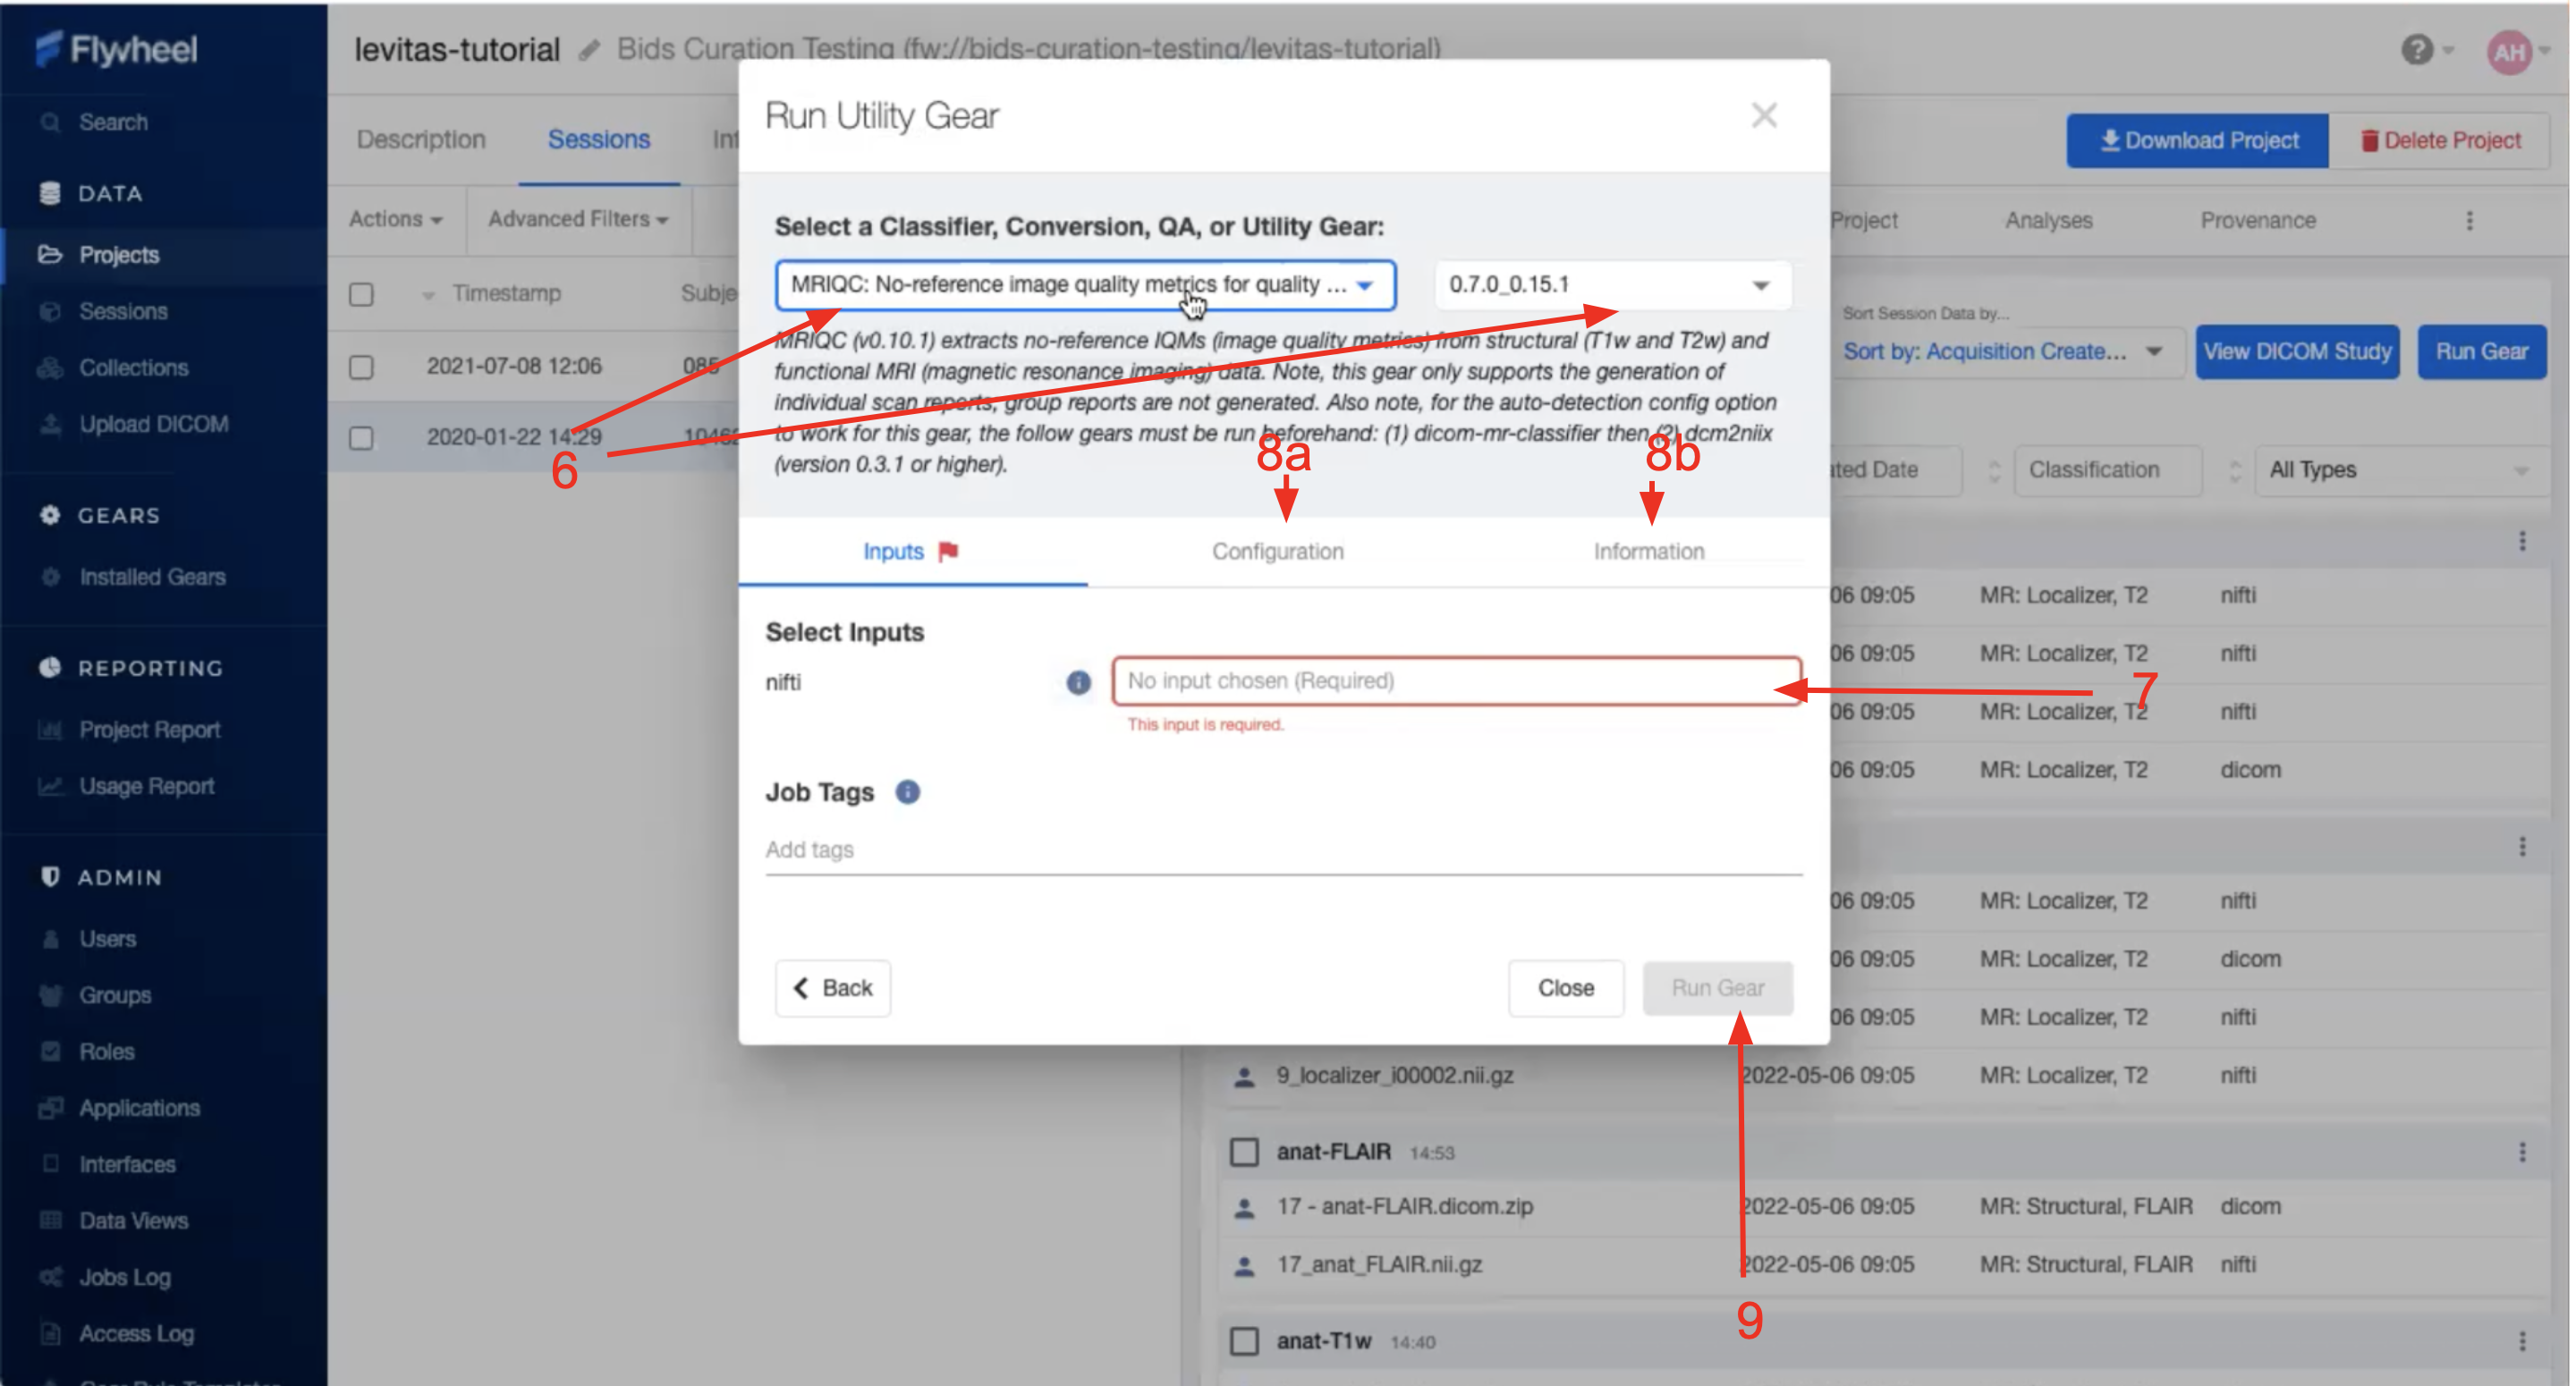 Flywheel
Search
DATA
Projects
Sessions
Collections
Upload DICOM
GEARS
Installed Gears
REPORTING
Project Report
Usage Report
ADMIN
Users
Groups
Roles
Applications
Interfaces
Data Views
Jobs Log
Access Log
levitas-tutorial Bids Curation Testing (fw://bids-curation-testing/levitas-tutorial)
AH
Description Sessions
Download Project Delete Project
Actions Advanced Filters
Project Analyses Provenance
Timestamp
2021-07-08 12:06 085
2020-01-22 14:29
6
Sort Session Data by...
Sort by: Acquisition Create... View DICOM Study Run Gear
Date Classification All Types
Run Utility Gear
Select a Classifier, Conversion, QA, or Utility Gear:
MRIQC: No-reference image quality metrics for quality ... 0.7.0_0.15.1
MRIQC (v0.10.1) extracts no-reference IQMs (image quality metrics) from structural (T1w and T2w) and
functional MRI (magnetic resonance imaging) data. Note, this gear only supports the generation of
individual scan reports, group reports are not generated. Also note, for the auto-detection config option
to work for this gear, the follow gears must be run beforehand: (1) dicom-mr-classifier then (2) dcm2niix
(version 0.3.1 or higher).
8a 8b
Inputs Configuration Information
Select Inputs
nifti No input chosen (Required)
This input is required.
7
Job Tags
Add tags
Back Close Run Gear
9
06 09:05 MR: Localizer, T2 nifti
06 09:05 MR: Localizer, T2 nifti
06 09:05 MR: Localizer, T2 nifti
06 09:05 MR: Localizer, T2 dicom
06 09:05 MR: Localizer, T2 nifti
06 09:05 MR: Localizer, T2 dicom
06 09:05 MR: Localizer, T2 nifti
9_localizer_i00002.nii.gz 2022-05-06 09:05 MR: Localizer, T2 nifti
anat-FLAIR 14:53
17 - anat-FLAIR.dicom.zip 2022-05-06 09:05 MR: Structural, FLAIR dicom
17_anat_FLAIR.nii.gz 2022-05-06 09:05 MR: Structural, FLAIR nifti
anat-T1w 14:40